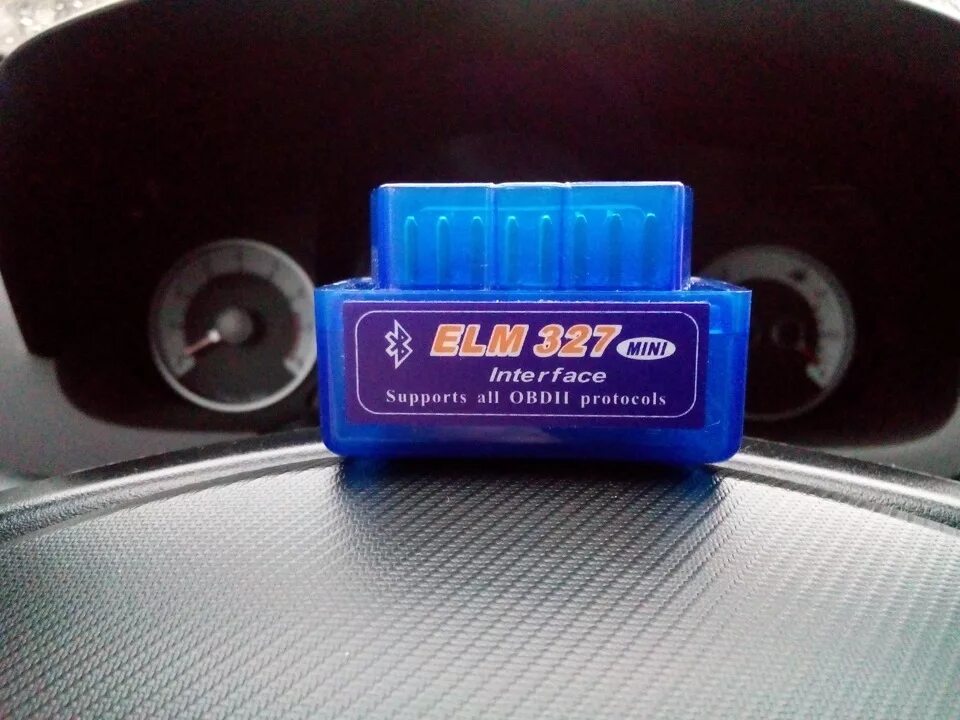 ELM 327 MINI
Interface
Supports all OBDII protocols